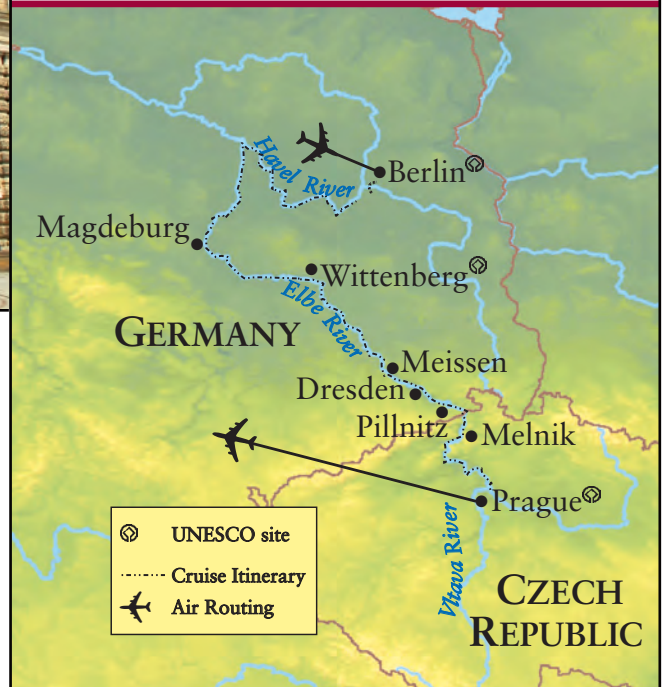 Havel River
Berlin
Magdeburg
Wittenberg
Elbe River
GERMANY
Meissen
Dresden
Pillnitz
Melnik
Prague
Vltava River
UNESCO site
Cruise Itinerary
Air Routing
CZECH
REPUBLIC